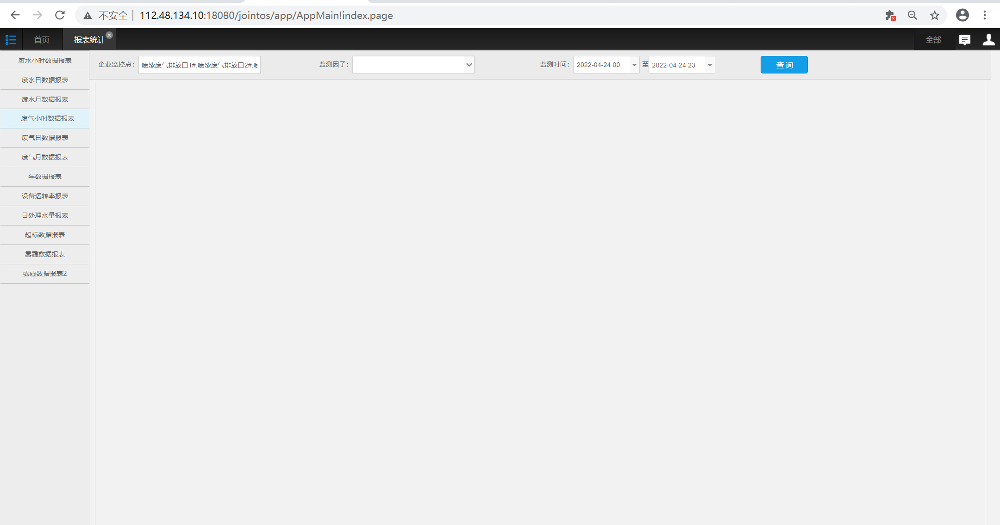 不安全 112.48.134.10:18080/jointos/app/AppMain!index.page
首页 报表统计 全部
企业监控点： 喷漆废气排放口1#,喷漆废气排放口2#, 监测因子： 监测时间： 2022-04-24 00 至 2022-04-24 23 查 询
废水小时数据报表
废水日数据报表
废水月数据报表
废气小时数据报表
废气日数据报表
废气月数据报表
年数据报表
设备运转率报表
日处理水量报表
超标数据报表
雾霾数据报表
雾霾数据报表2